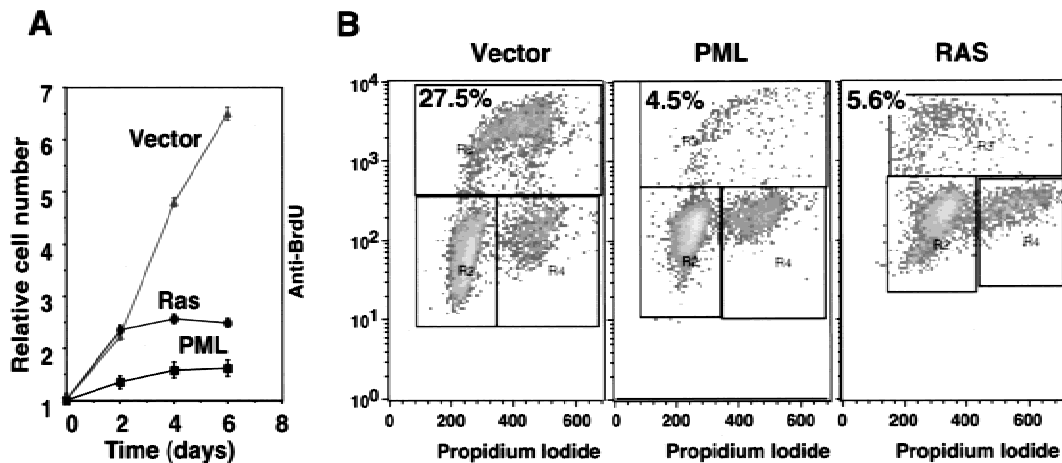 A
Relative cell number
7
6
5
4
3
2
1
Vector
Ras
PML
0 2 4 6 8
Time (days)
B
Vector PML RAS
Anti-BrdU
10⁴
10³
10²
10¹
10⁰
27.5%
R2 R4
4.5%
R3
R2 R4
5.6%
R3
R2 R4
0 200 400 600
0 200 400 600
0 200 400 600
Propidium Iodide Propidium Iodide Propidium Iodide